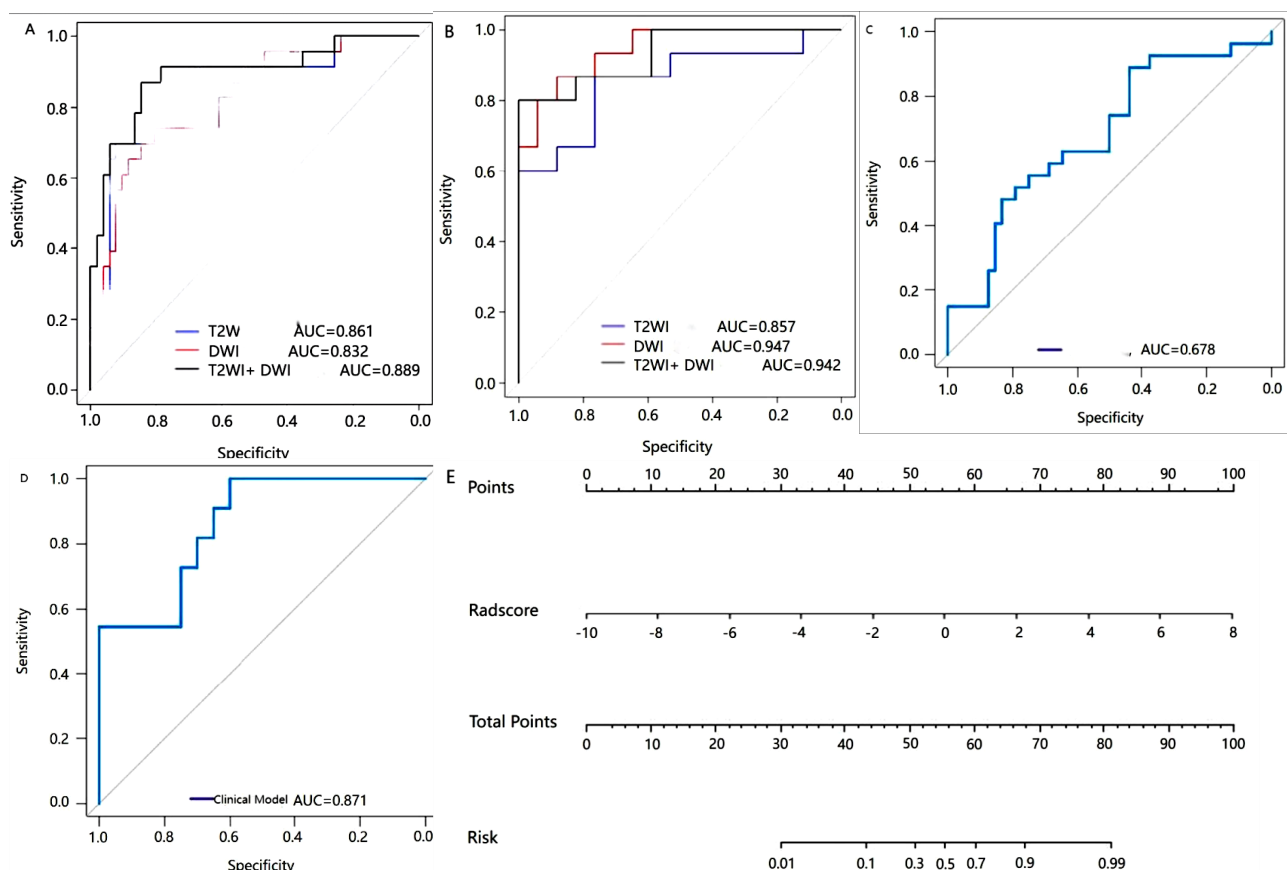 A
1.0
0.8
0.6
0.4
0.2
0.0
Sensitivity
T2W AUC=0.861
DWI AUC=0.832
T2WI+ DWI AUC=0.889
1.0 0.8 0.6 0.4 0.2 0.0
Specificity
B
1.0
0.8
0.6
0.4
0.2
0.0
Sensitivity
T2WI AUC=0.857
DWI AUC=0.947
T2WI+ DWI AUC=0.942
1.0 0.8 0.6 0.4 0.2 0.0
Specificity
C
1.0
0.8
0.6
0.4
0.2
0.0
Sensitivity
AUC=0.678
1.0 0.8 0.6 0.4 0.2 0.0
Specificity
D
1.0
0.8
0.6
0.4
0.2
0.0
Sensitivity
Clinical Model AUC=0.871
1.0 0.8 0.6 0.4 0.2 0.0
Specificity
E
0 10 20 30 40 50 60 70 80 90 100
Points
Radscore
-10 -8 -6 -4 -2 0 2 4 6 8
Total Points
0 10 20 30 40 50 60 70 80 90 100
Risk
0.01 0.1 0.3 0.5 0.7 0.9 0.99